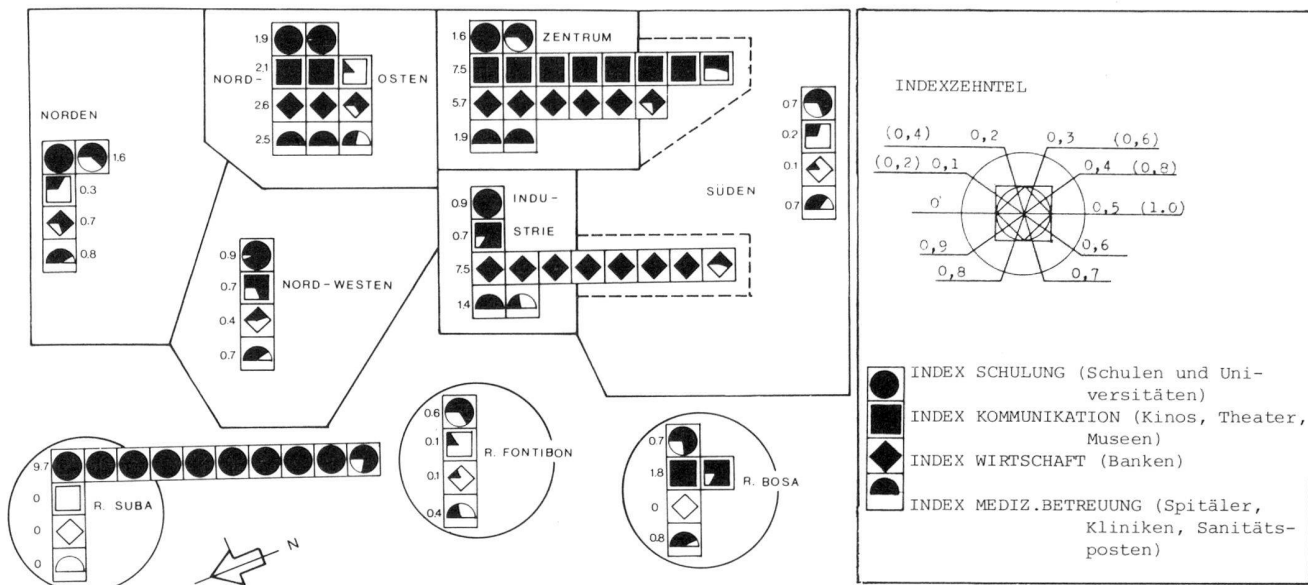 NORDEN
1.6
0.3
0.7
0.8
1.9
2.1
NORD- OSTEN
2.6
2.5
1.6 ZENTRUM
7.5
5.7
1.9
0.7
0.2
0.1
0.7
SÜDEN
0.9 INDU-
STRIE
0.7
7.5
1.4
0.9
0.7 NORD-WESTEN
0.4
0.7
9.7
0 R. SUBA
0
0
0.6
0.1 R. FONTIBON
0.1
0.4
0.7
1.8 R. BOSA
0
0.8
N
INDEXZEHNTEL
(0,4) 0,2 0,3 (0,6)
(0,2) 0,1 0,4 (0,8)
0 0,5 (1.0)
0,9 0,6
0,8 0,7
INDEX SCHULUNG (Schulen und Uni-
versitäten)
INDEX KOMMUNIKATION (Kinos, Theater,
Museen)
INDEX WIRTSCHAFT (Banken)
INDEX MEDIZ.BETREUUNG (Spitäler,
Kliniken, Sanitäts-
posten)